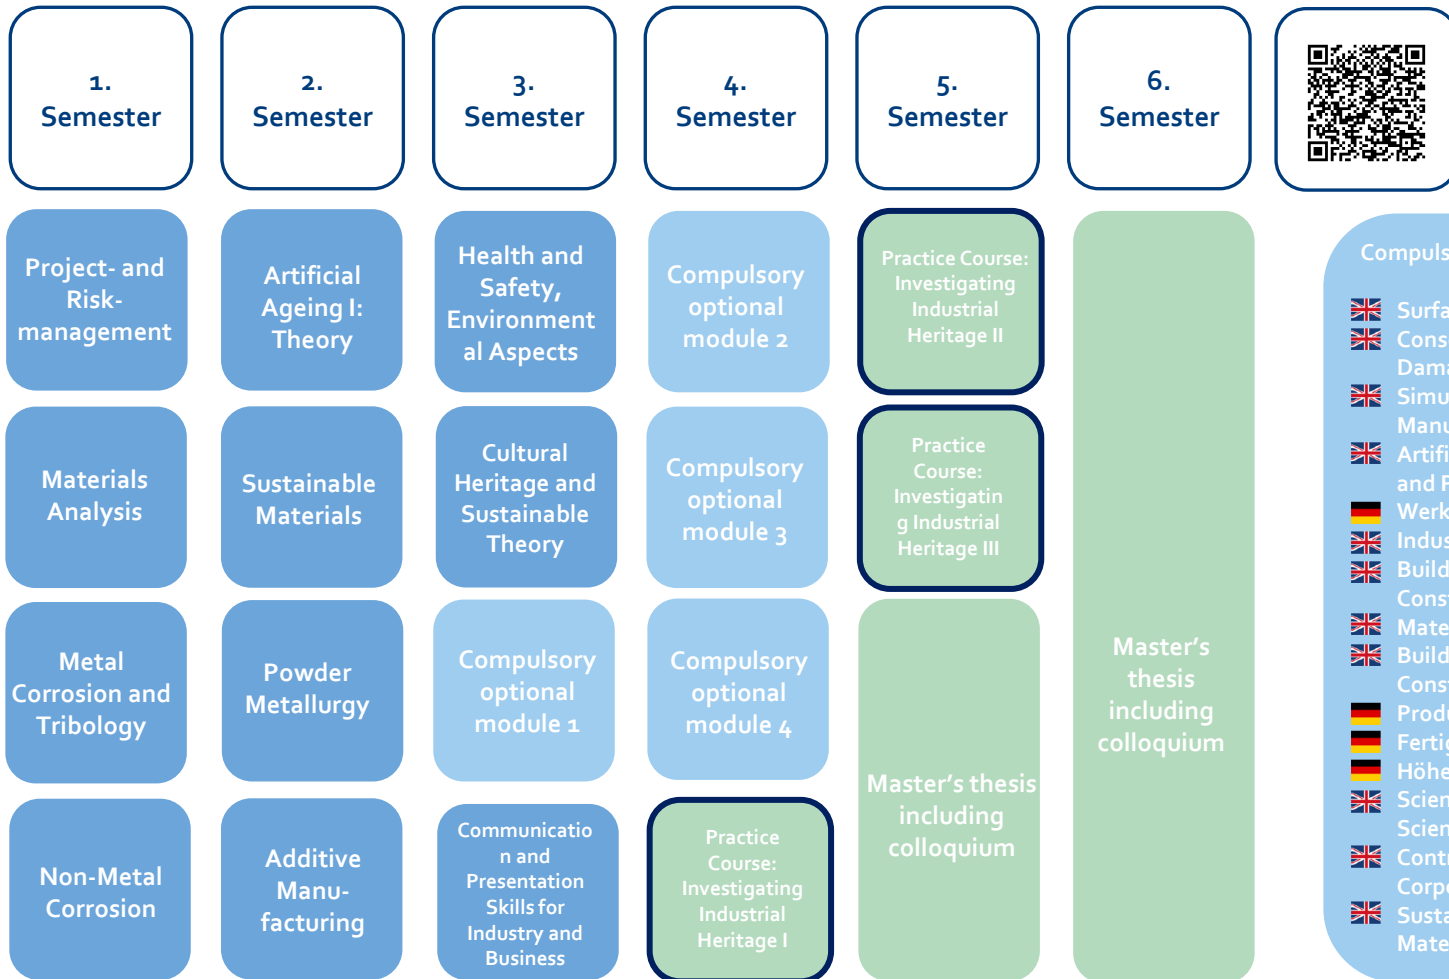 1.
Semester
2.
Semester
3.
Semester
4.
Semester
5.
Semester
6.
Semester
Project- and
Risk-
management
Artificial
Ageing I:
Theory
Health and
Safety,
Environment
al Aspects
Compulsory
optional
module 2
Practice Course:
Investigating
Industrial
Heritage II
Materials
Analysis
Sustainable
Materials
Cultural
Heritage and
Sustainable
Theory
Compulsory
optional
module 3
Practice
Course:
Investigatin
g Industrial
Heritage III
Metal
Corrosion and
Tribology
Powder
Metallurgy
Compulsory
optional
module 1
Compulsory
optional
module 4
Master's thesis
including
colloquium
Master's
thesis
including
colloquium
Non-Metal
Corrosion
Additive
Manu-
facturing
Communicatio
n and
Presentation
Skills for
Industry and
Business
Practice
Course:
Investigating
Industrial
Heritage I
Compuls
Surfa
Cons
Dama
Simu
Manu
Artifi
and
Werk
Indus
Build
Cons
Mate
Build
Cons
Prod
Fertig
Höhe
Scien
Scien
Contr
Corp
Susta
Mate